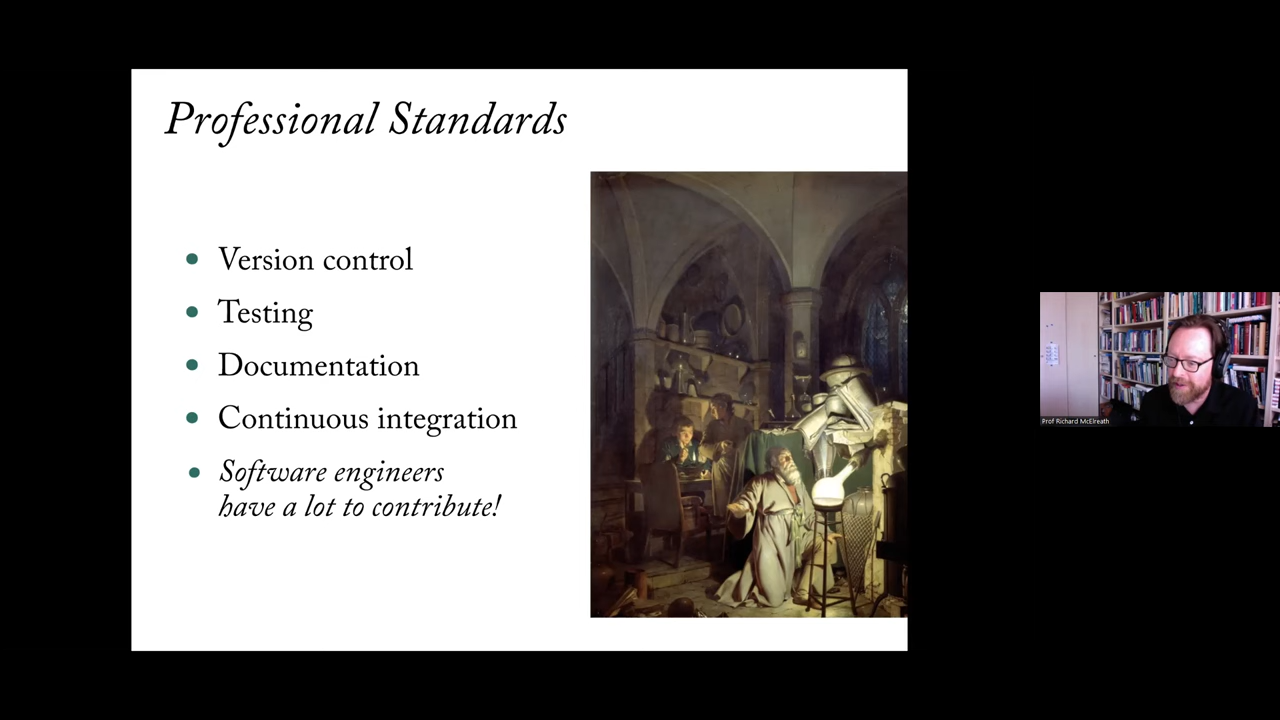 Professional Standards
Version control
Testing
Documentation
Continuous integration
Software engineers
have a lot to contribute!
Prof Richard McElreath